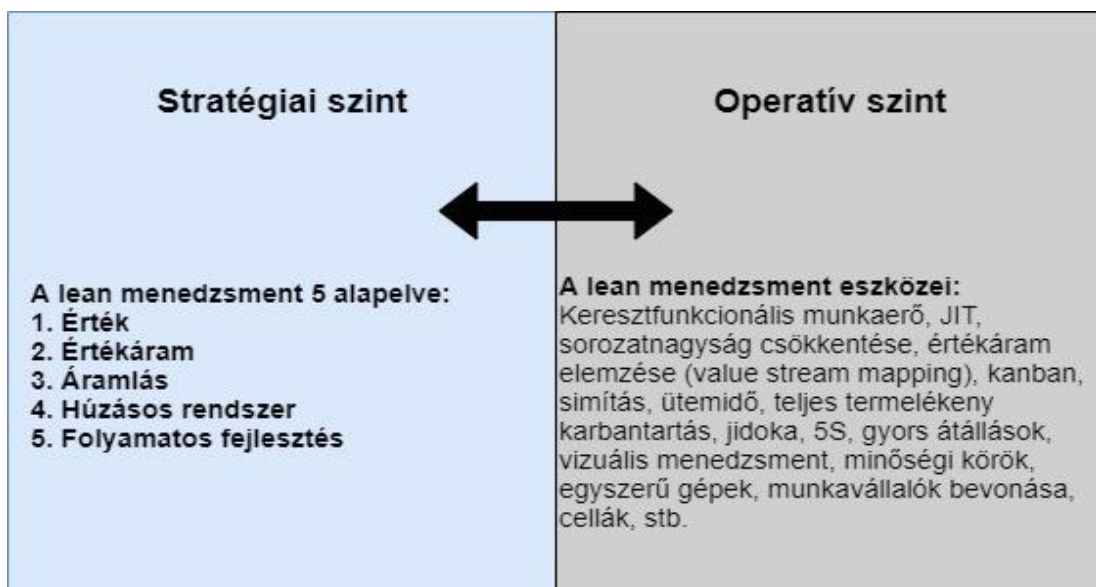 Stratégiai szint
A lean menedzsment 5 alapelve:
1. Érték
2. Értékáram
3. Áramlás
4. Húzásos rendszer
5. Folyamatos fejlesztés
Operatív szint
A lean menedzsment eszközei:
Keresztfunkcionális munkaerő, JIT,
sorozatnagyság csökkentése, értékáram
elemzése (value stream mapping), kanban,
simítás, ütemidő, teljes termelékeny
karbantartás, jidoka, 5S, gyors átállások,
vizuális menedzsment, minőségi körök,
egyszerű gépek, munkavállalók bevonása,
cellák, stb.